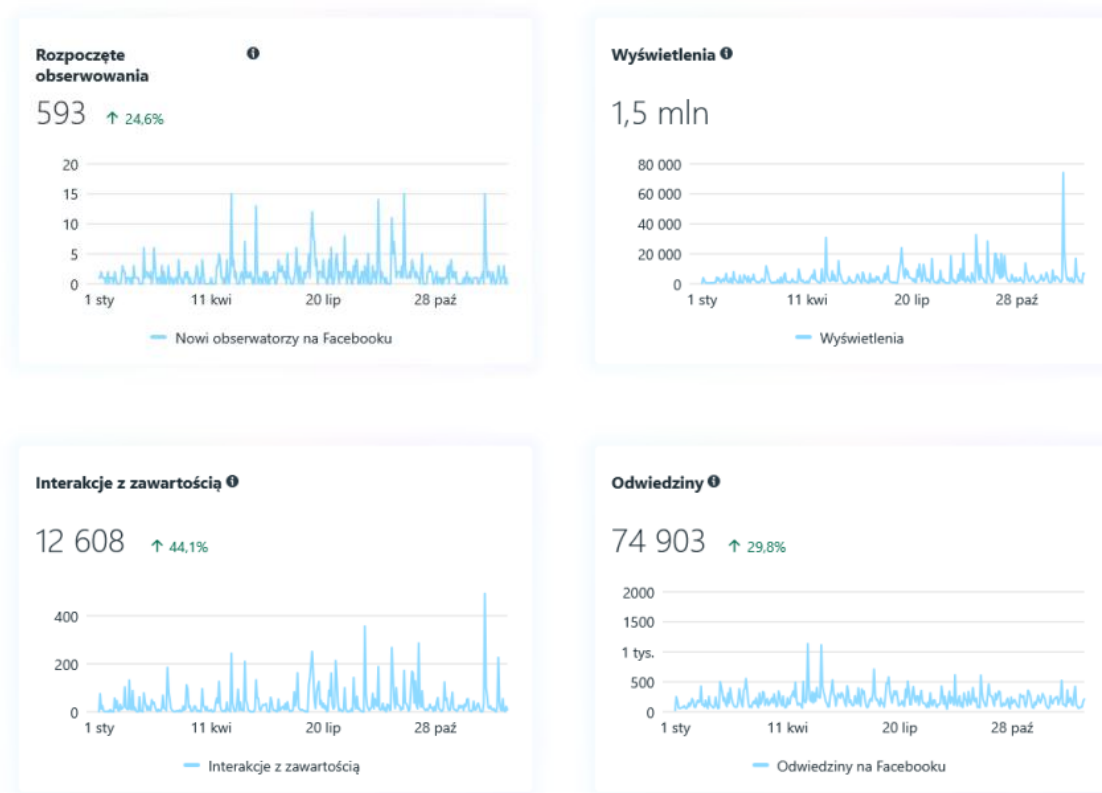 Rozpoczęte
obserwowania
593 ↑ 24,6%
20
15
10
5
0
1 sty 11 kwi 20 lip 28 paź
Nowi obserwatorzy na Facebooku
Wyświetlenia
1,5 mln
80 000
60 000
40 000
20 000
0
1 sty 11 kwi 20 lip 28 paź
Wyświetlenia
Interakcje z zawartością
12 608 ↑ 44,1%
400
200
0
1 sty 11 kwi 20 lip 28 paź
Interakcje z zawartością
Odwiedziny
74 903 ↑ 29,8%
2000
1500
1 tys.
500
0
1 sty 11 kwi 20 lip 28 paź
Odwiedziny na Facebooku